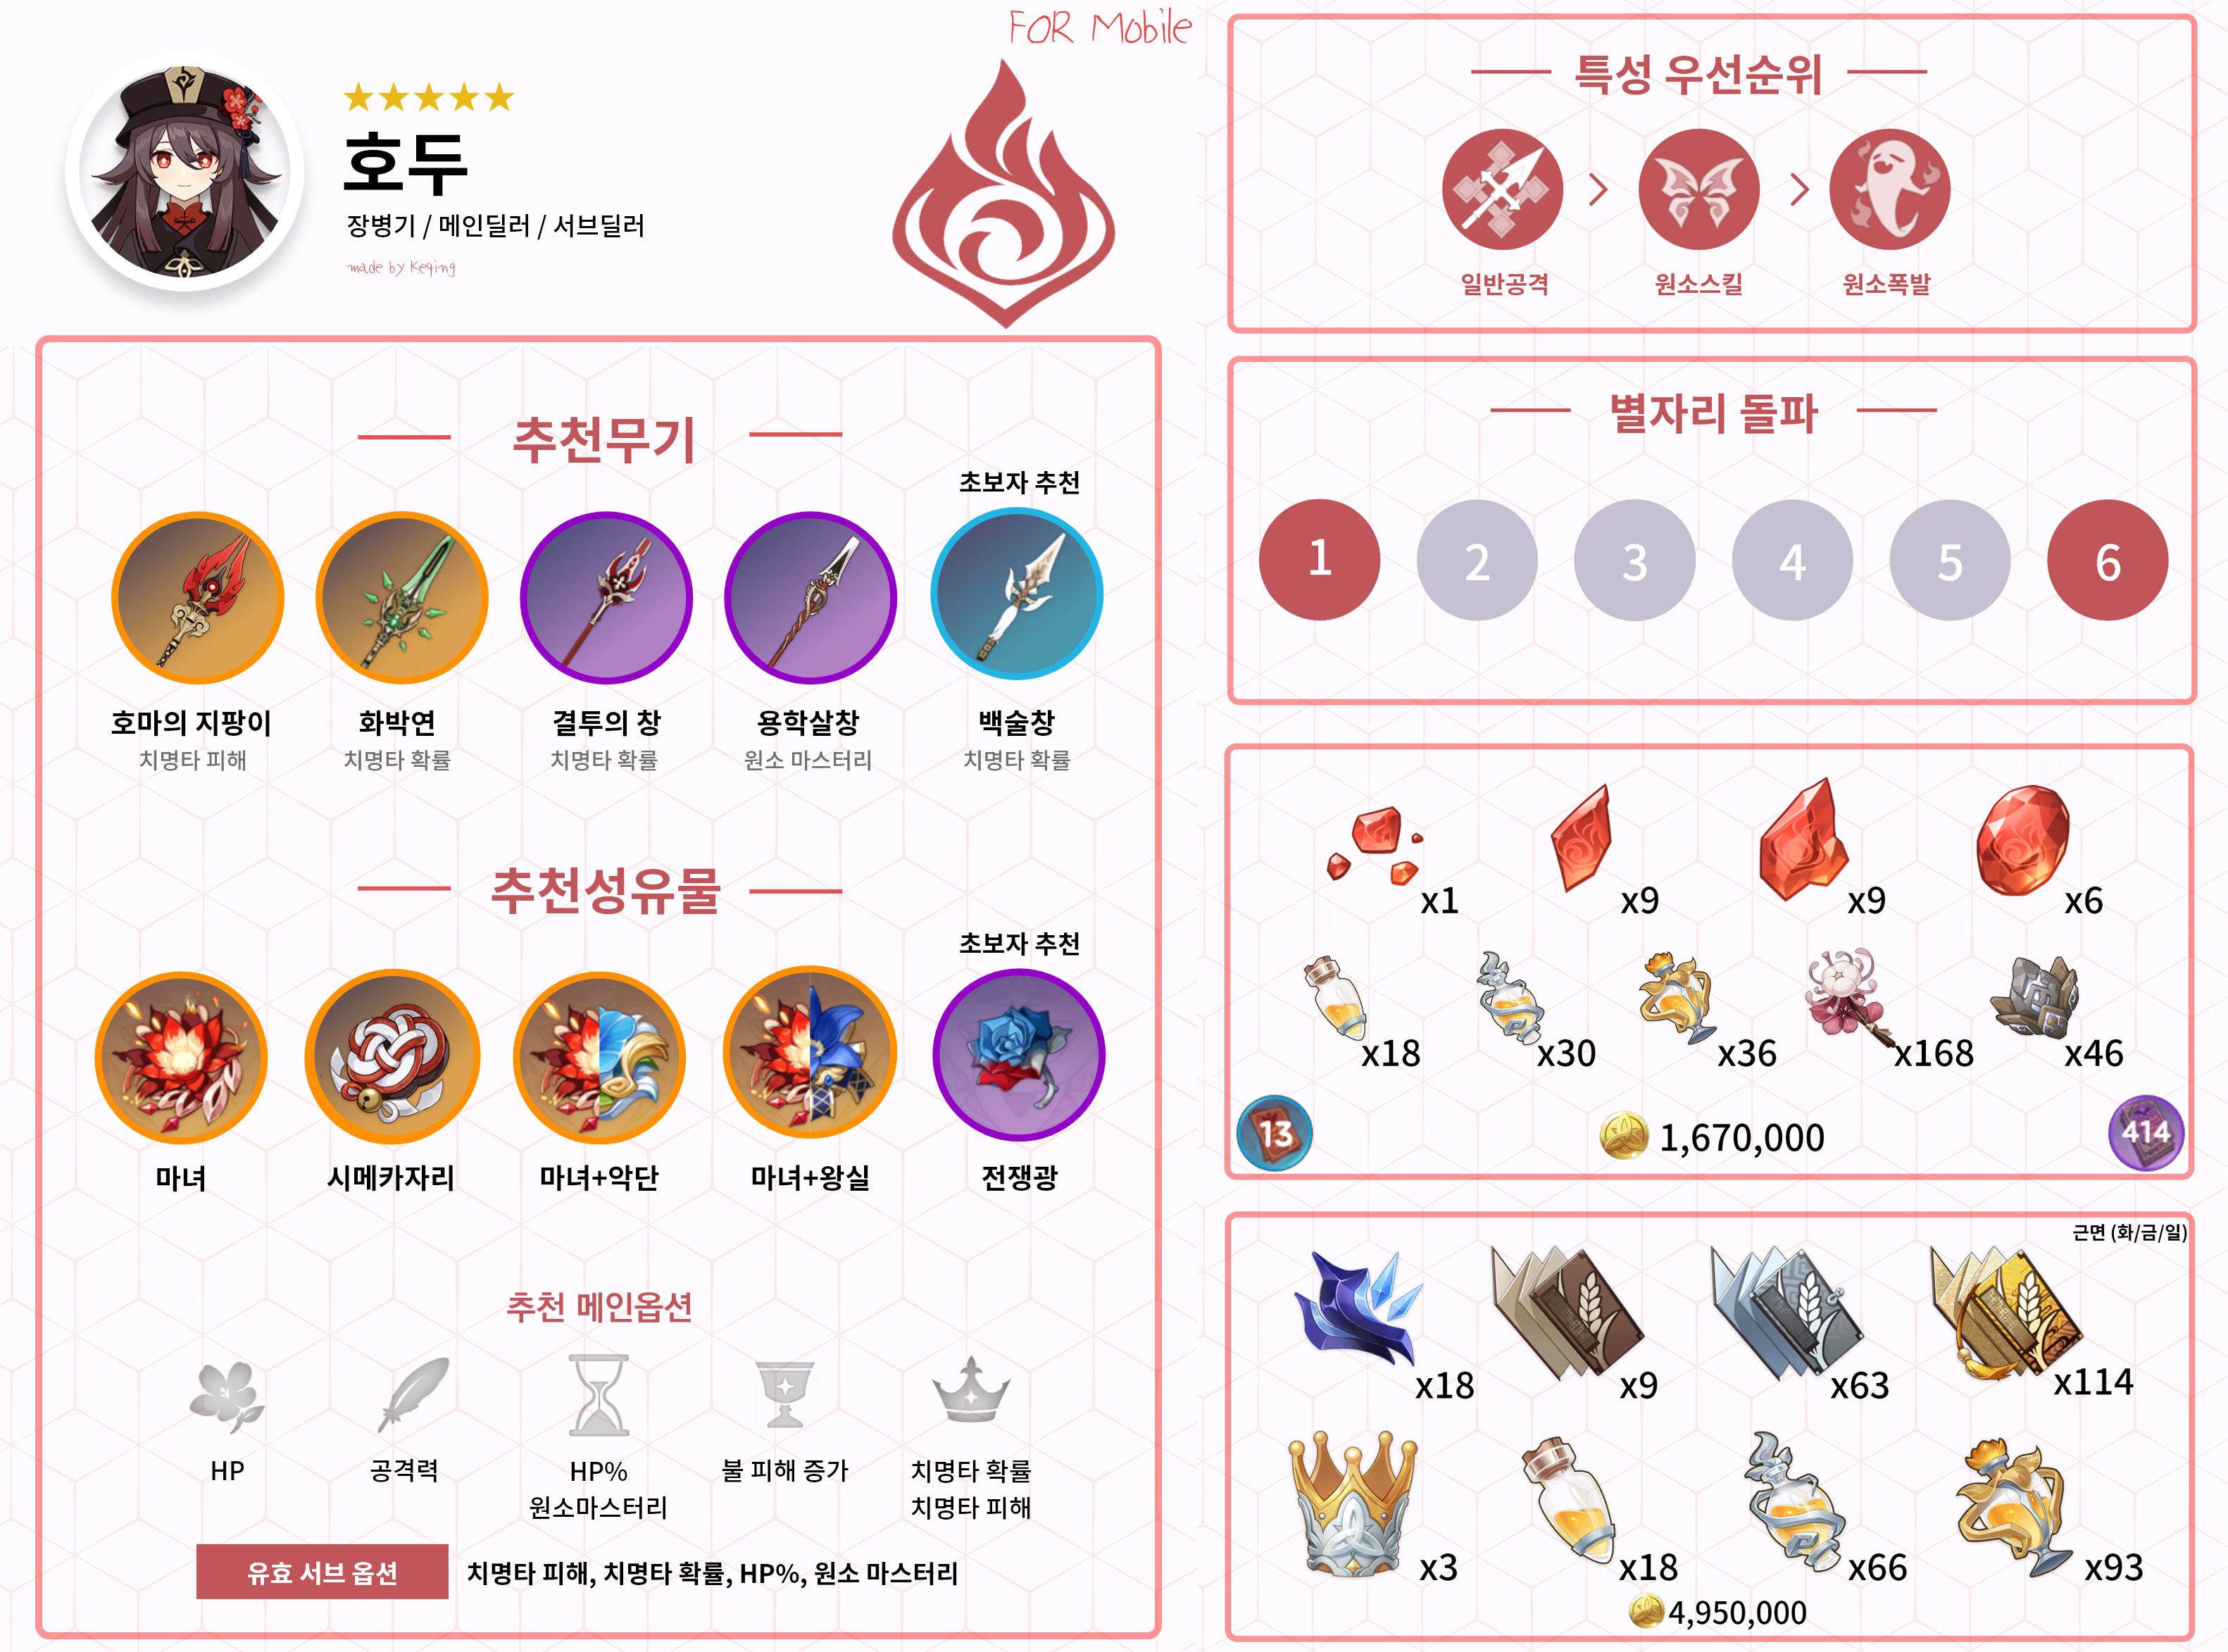 FOR Mobile
호두
장병기 / 메인딜러 / 서브딜러
made by Keqing
추천무기
초보자 추천
호마의 지팡이 화박연 결투의 창 용학살창 백술창
치명타 피해 치명타 확률 치명타 확률 원소 마스터리 치명타 확률
추천성유물
초보자 추천
마녀 시메카자리 마녀+악단 마녀+왕실 전쟁광
추천 메인옵션
HP 공격력 HP% 불 피해 증가 치명타 확률
원소마스터리 치명타 피해
유효 서브 옵션 치명타 피해, 치명타 확률, HP%, 원소 마스터리
특성 우선순위
일반공격 원소스킬 원소폭발
별자리 돌파
1 2 3 4 5 6
x1 x9 x9 x6
x18 x30 x36 x168 x46
13 1,670,000 414
근면 (화/금/일)
x18 x9 x63 x114
x3 x18 x66 x93
4,950,000